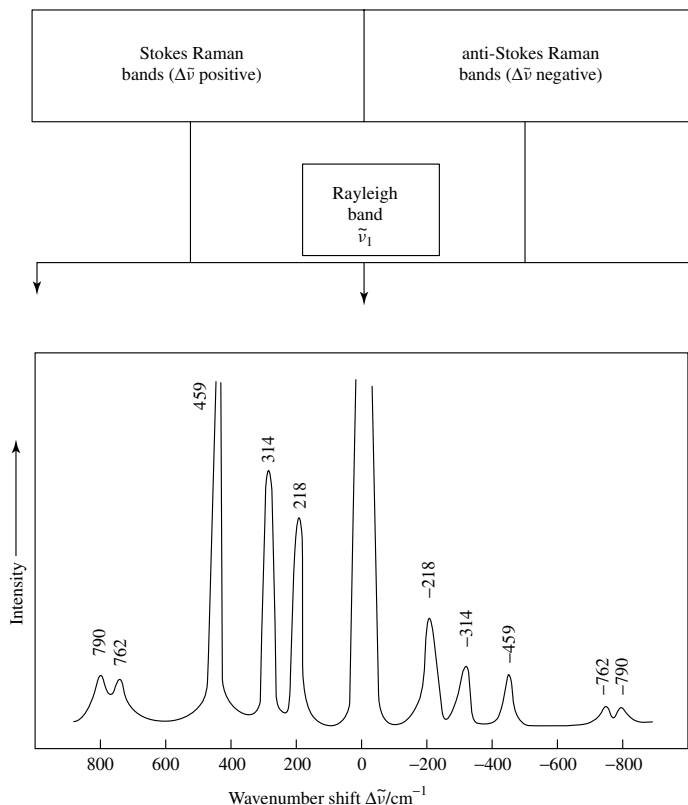 Stokes Raman
bands (Δν̃ positive)
anti-Stokes Raman
bands (Δν̃ negative)
Rayleigh
band
ν̃₁
459
314
218
790
762
−218
−314
−459
−762
−790
Intensity
800 600 400 200 0 −200 −400 −600 −800
Wavenumber shift Δν̃/cm⁻¹